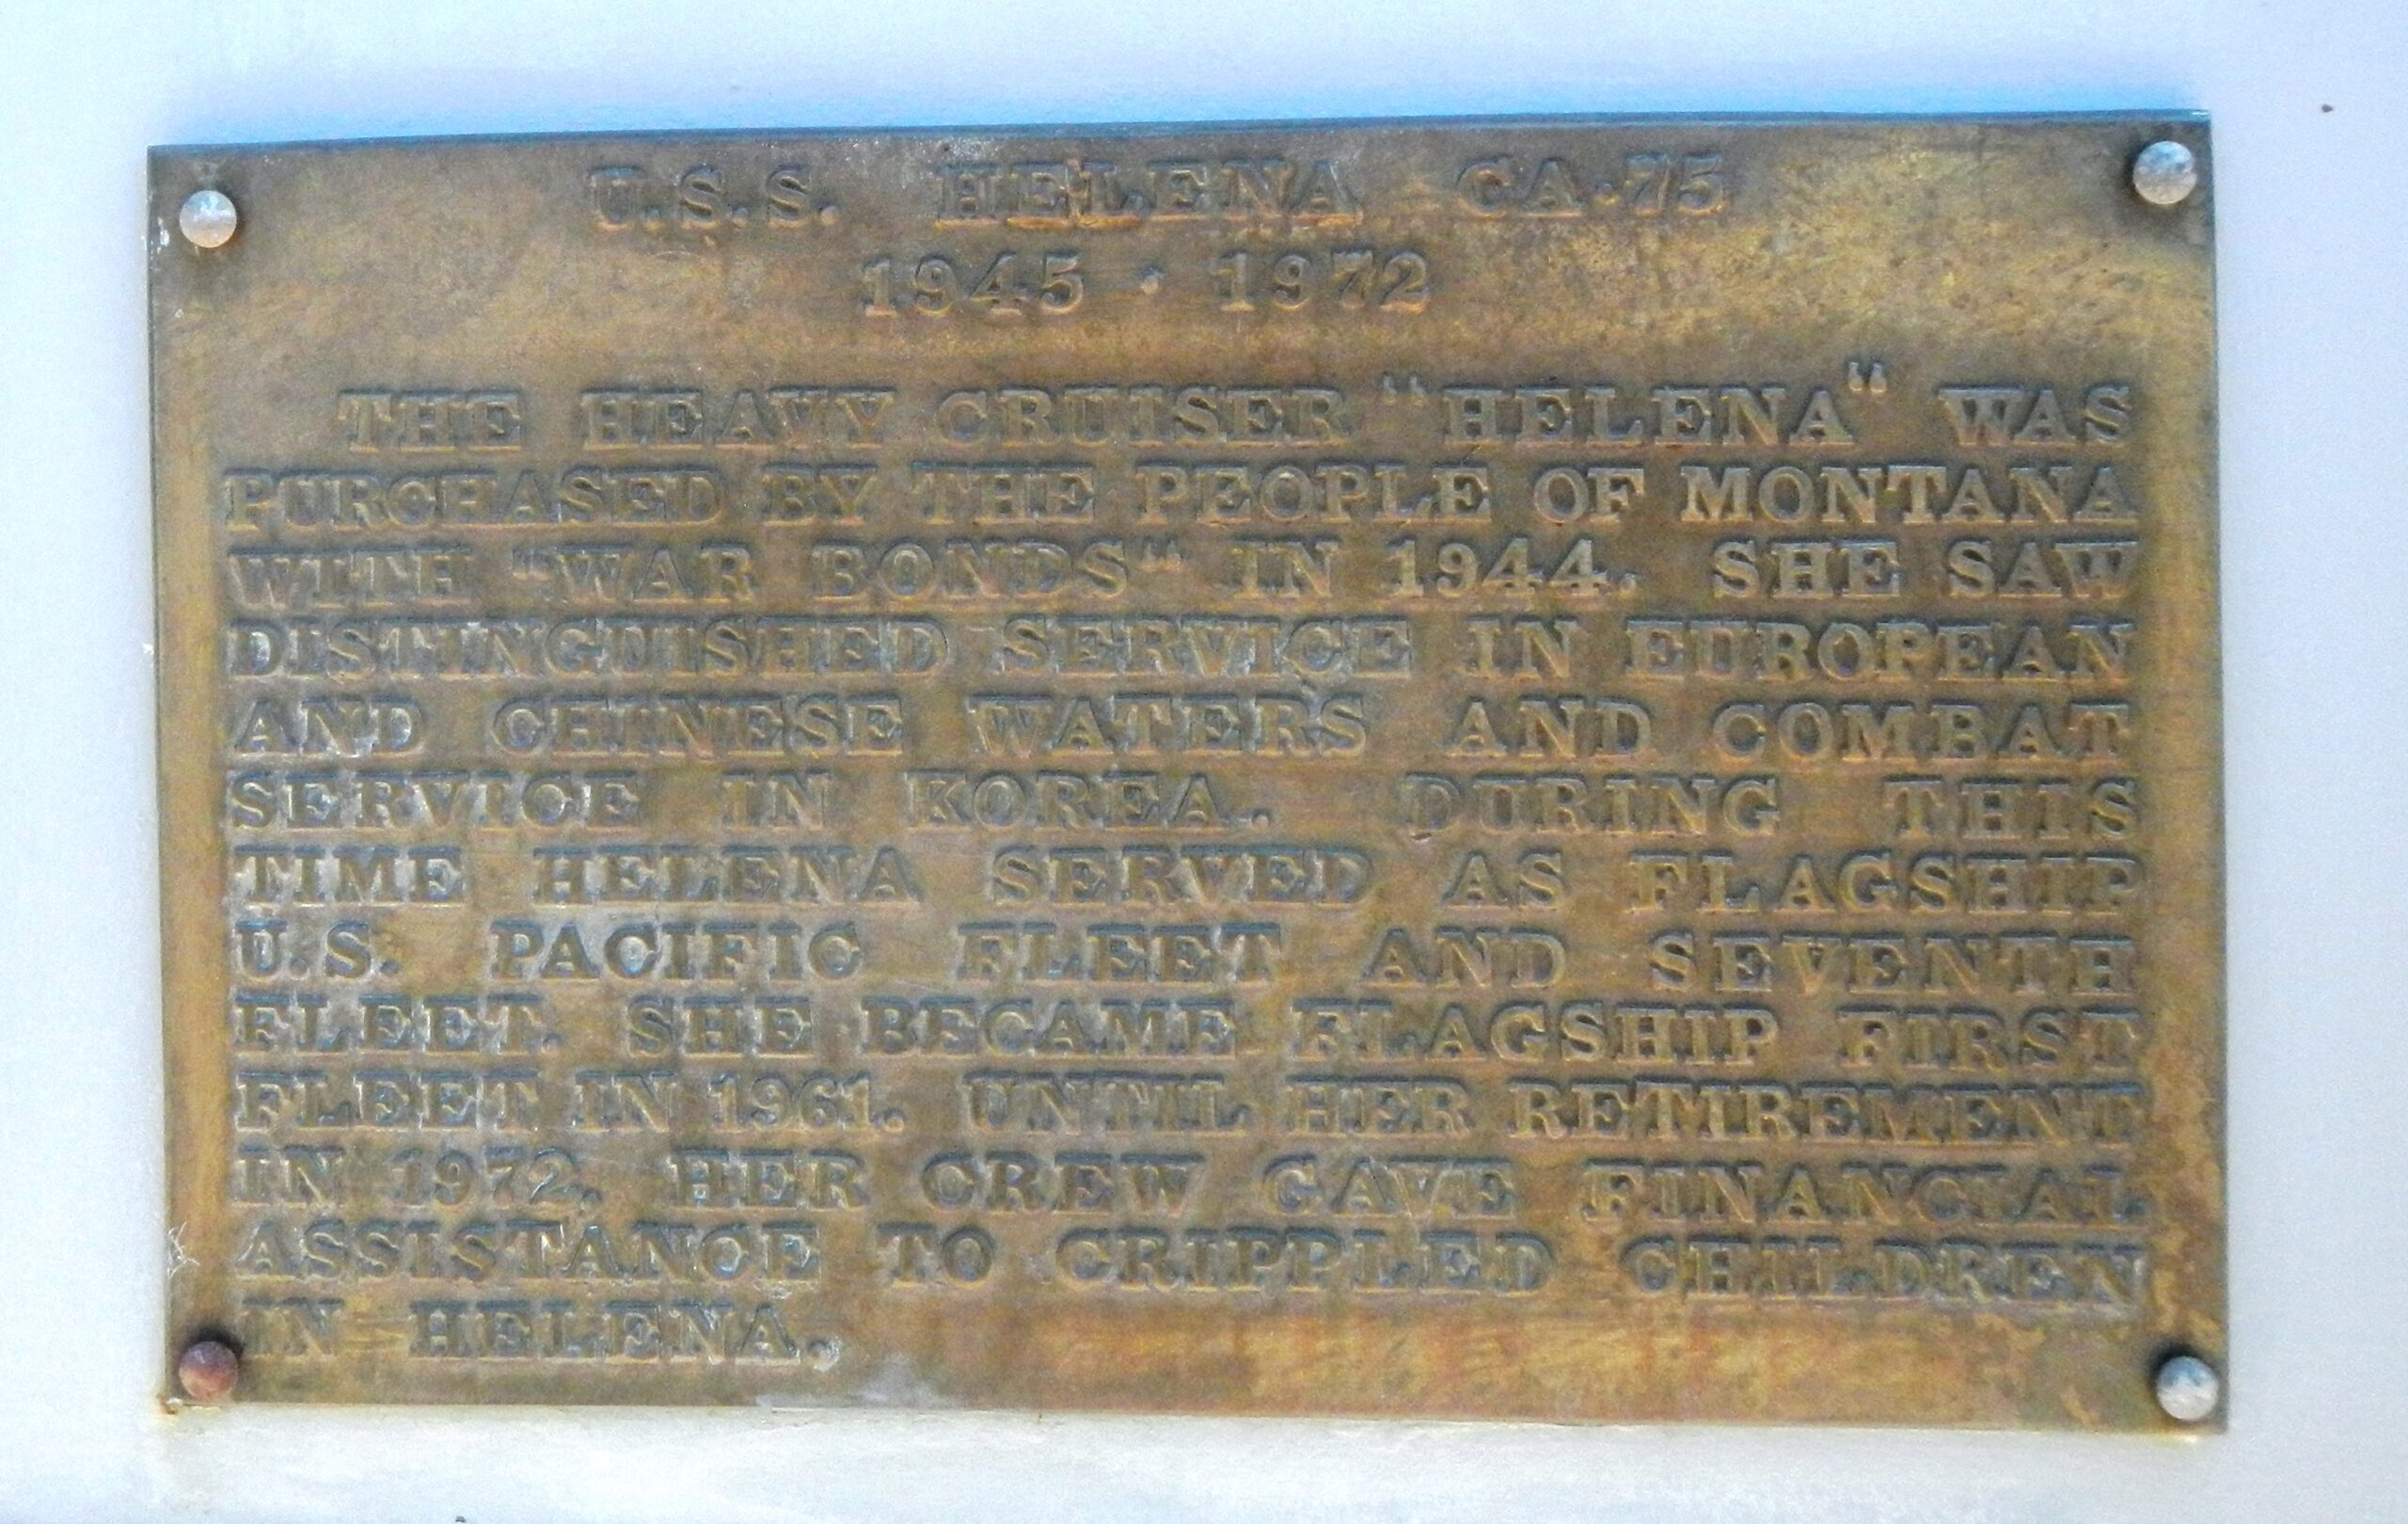 U.S.S. HELENA CA·75
1945 · 1972
THE HEAVY CRUISER “HELENA“ WAS
PURCHASED BY THE PEOPLE OF MONTANA
WITH “WAR BONDS“ IN 1944. SHE SAW
DISTINGUISHED SERVICE IN EUROPEAN
AND CHINESE WATERS AND COMBAT
SERVICE IN KOREA. DURING THIS
TIME HELENA SERVED AS FLAGSHIP
U.S. PACIFIC FLEET AND SEVENTH
FLEET. SHE BECAME FLAGSHIP FIRST
FLEET IN 1961. UNTIL HER RETIREMENT
IN 1972. HER CREW GAVE FINANCIAL
ASSISTANCE TO CRIPPLED CHILDREN
IN HELENA.